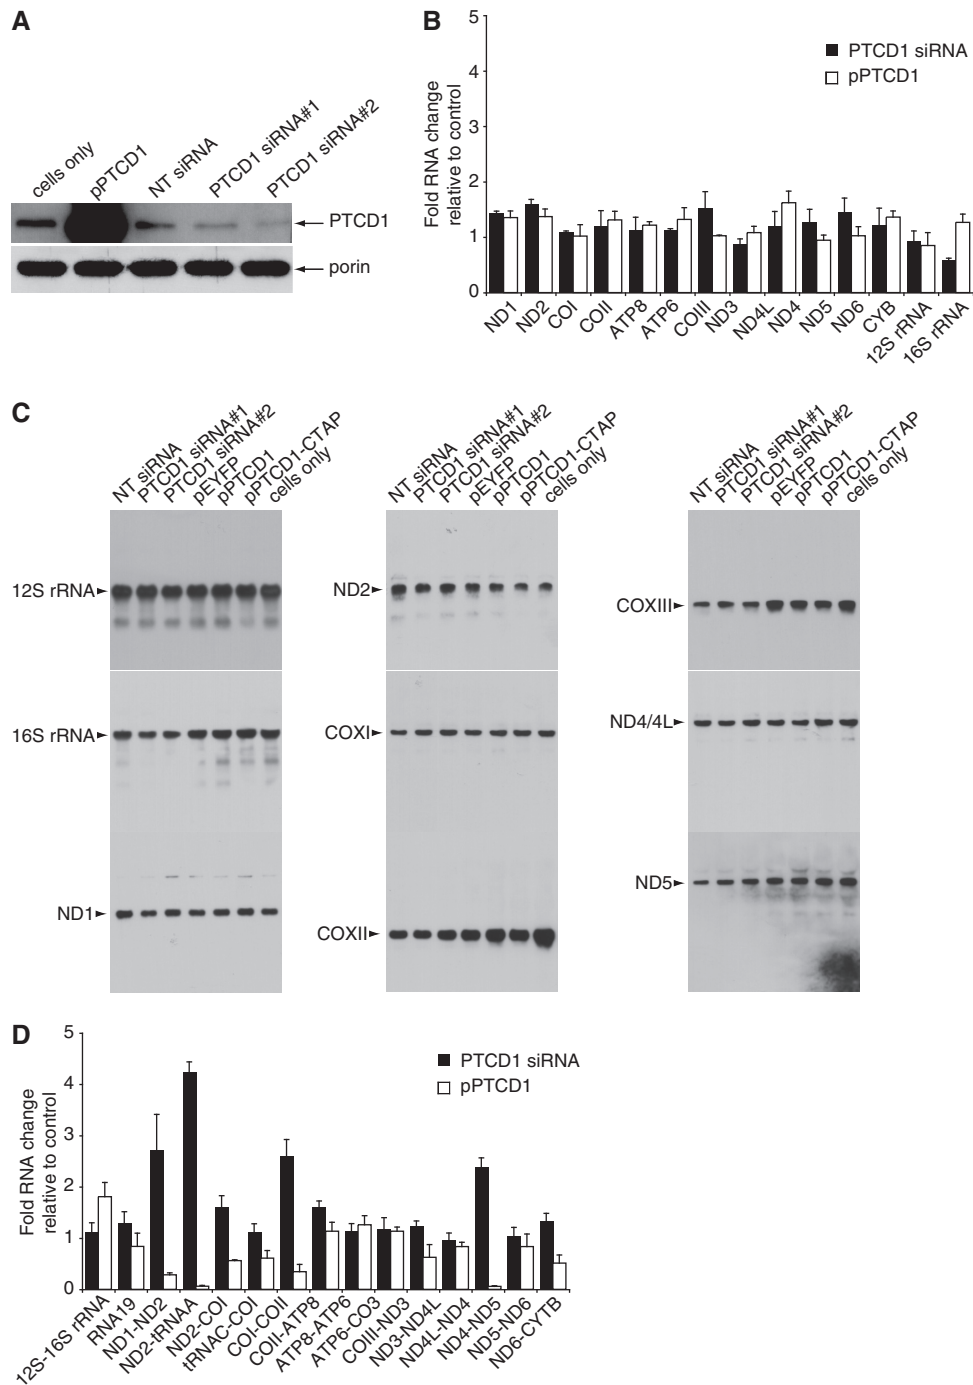 A
cells only
pPTCD1
NT siRNA
PTCD1 siRNA#1
PTCD1 siRNA#2
PTCD1
porin
B
Fold RNA change
relative to control
5
4
3
2
1
0
PTCD1 siRNA
pPTCD1
ND1
ND2
COI
COII
ATP8
ATP6
COIII
ND3
ND4L
ND4
ND5
ND6
CYB
12S rRNA
16S rRNA
C
NT siRNA
PTCD1 siRNA#1
PTCD1 siRNA#2
pEYFP
pPTCD1
pPTCD1-CTAP
cells only
12S rRNA
16S rRNA
ND1
NT siRNA
PTCD1 siRNA#1
PTCD1 siRNA#2
pEYFP
pPTCD1
pPTCD1-CTAP
cells only
ND2
COXI
COXII
NT siRNA
PTCD1 siRNA#1
PTCD1 siRNA#2
pEYFP
pPTCD1
pPTCD1-CTAP
cells only
COXIII
ND4/4L
ND5
D
Fold RNA change
relative to control
5
4
3
2
1
0
PTCD1 siRNA
pPTCD1
12S-16S rRNA
RNA19
ND1-ND2
ND2-tRNAA
ND2-COI
tRNAC-COI
COI-COII
COII-ATP8
ATP8-ATP6
ATP6-CO3
COIII-ND3
ND3-ND4L
ND4L-ND4
ND4-ND5
ND5-ND6
ND6-CYTB